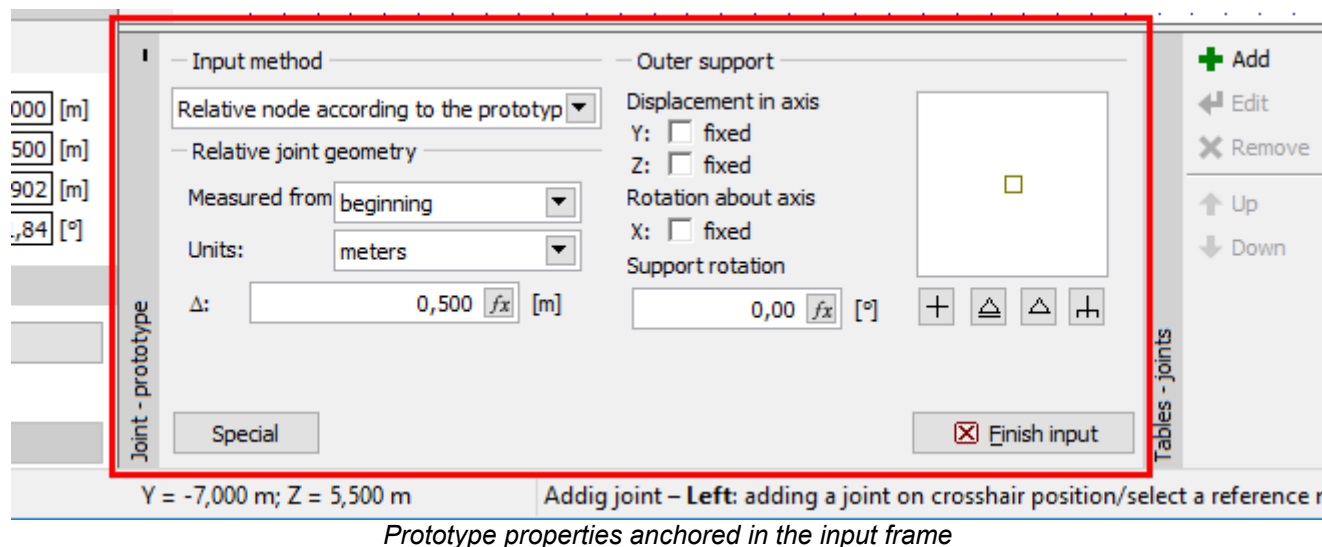 000 [m]
500 [m]
902 [m]
,84 [°]
Joint - prototype
Input method
Relative node according to the prototyp
Relative joint geometry
Measured from beginning
Units: meters
Δ: 0,500 fx [m]
Special
Outer support
Displacement in axis
Y: fixed
Z: fixed
Rotation about axis
X: fixed
Support rotation
0,00 fx [°]
Finish input
Tables - joints
Add
Edit
Remove
Up
Down
Y = -7,000 m; Z = 5,500 m
Addig joint – Left: adding a joint on crosshair position/select a reference
Prototype properties anchored in the input frame